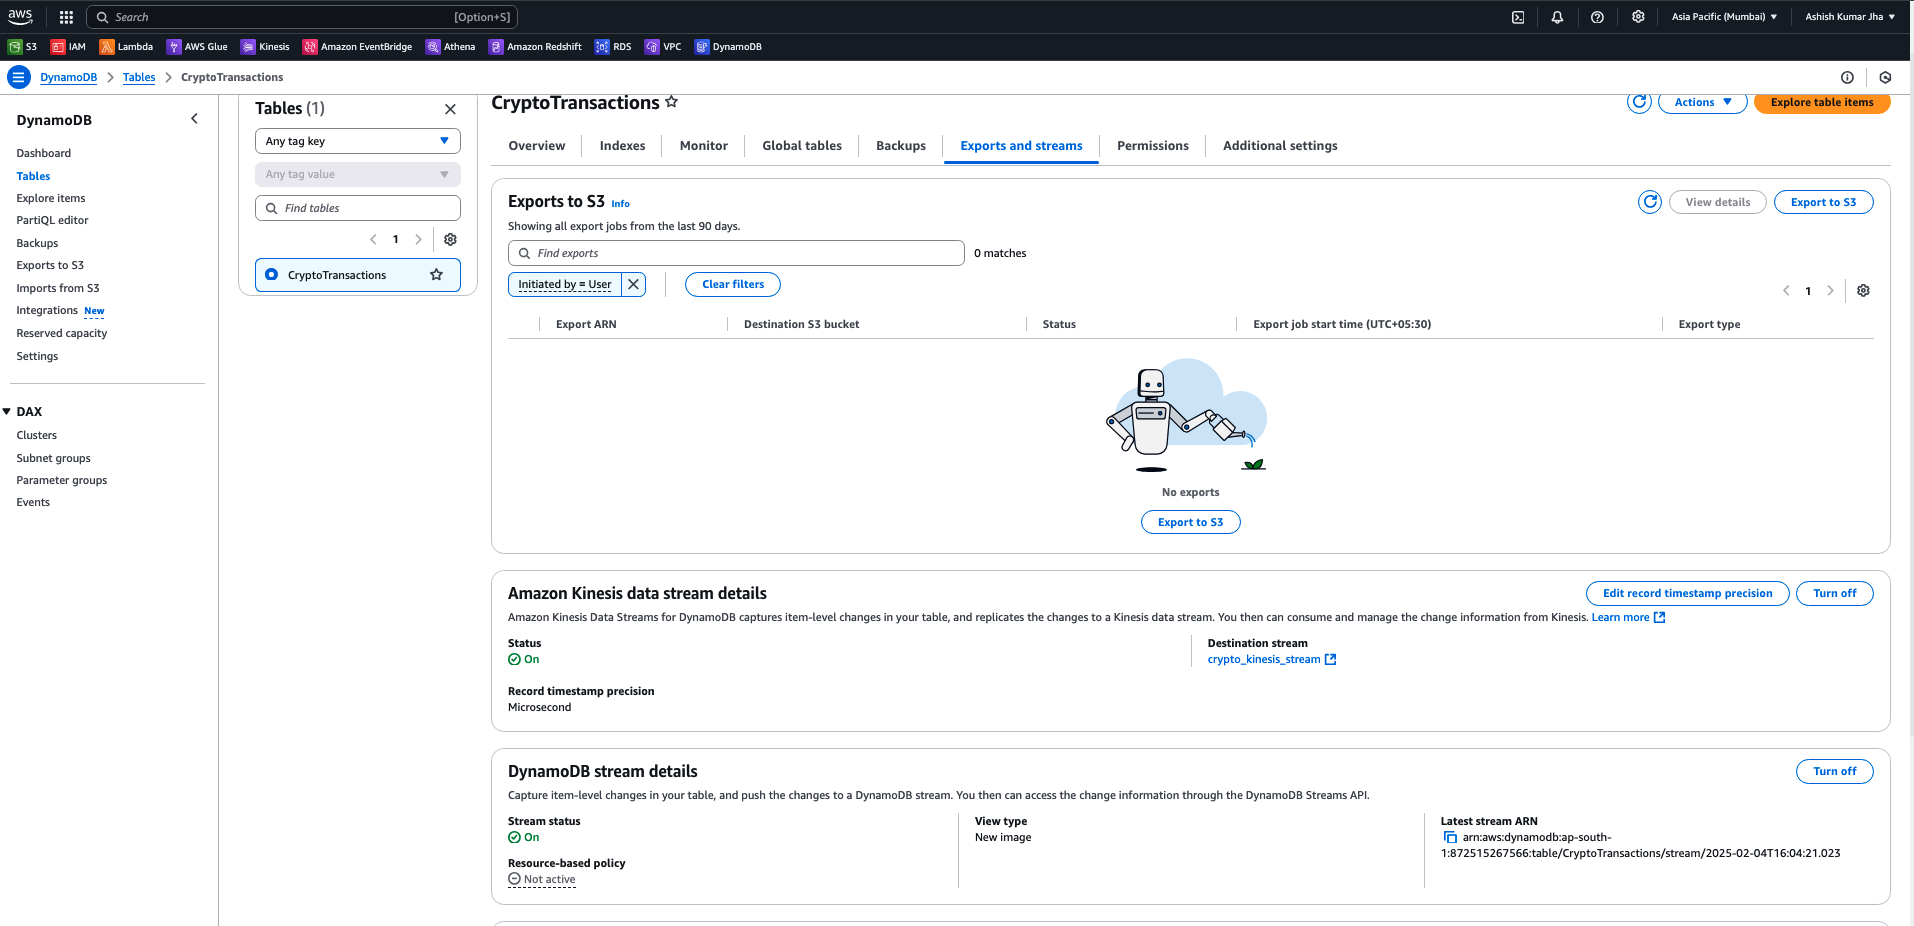 aws
Search
[Option+S]
Asia Pacific (Mumbai)
Ashish Kumar Jha
S3
IAM
Lambda
AWS Glue
Kinesis
Amazon EventBridge
Athena
Amazon Redshift
RDS
VPC
DynamoDB
DynamoDB
Tables
CryptoTransactions
DynamoDB
Dashboard
Tables
Explore items
PartiQL editor
Backups
Exports to S3
Imports from S3
Integrations New
Reserved capacity
Settings
DAX
Clusters
Subnet groups
Parameter groups
Events
Tables (1)
Any tag key
Any tag value
Find tables
1
CryptoTransactions
CryptoTransactions
Actions
Explore table items
Overview
Indexes
Monitor
Global tables
Backups
Exports and streams
Permissions
Additional settings
Exports to S3 Info
View details
Export to S3
Showing all export jobs from the last 90 days.
Find exports
0 matches
Initiated by = User
Clear filters
1
Export ARN
Destination S3 bucket
Status
Export job start time (UTC+05:30)
Export type
No exports
Export to S3
Amazon Kinesis data stream details
Edit record timestamp precision
Turn off
Amazon Kinesis Data Streams for DynamoDB captures item-level changes in your table, and replicates the changes to a Kinesis data stream. You then can consume and manage the change information from Kinesis. Learn more
Status
On
Destination stream
crypto_kinesis_stream
Record timestamp precision
Microsecond
DynamoDB stream details
Turn off
Capture item-level changes in your table, and push the changes to a DynamoDB stream. You then can access the change information through the DynamoDB Streams API.
Stream status
On
View type
New image
Latest stream ARN
arn:aws:dynamodb:ap-south-
1:872515267566:table/CryptoTransactions/stream/2025-02-04T16:04:21.023
Resource-based policy
Not active